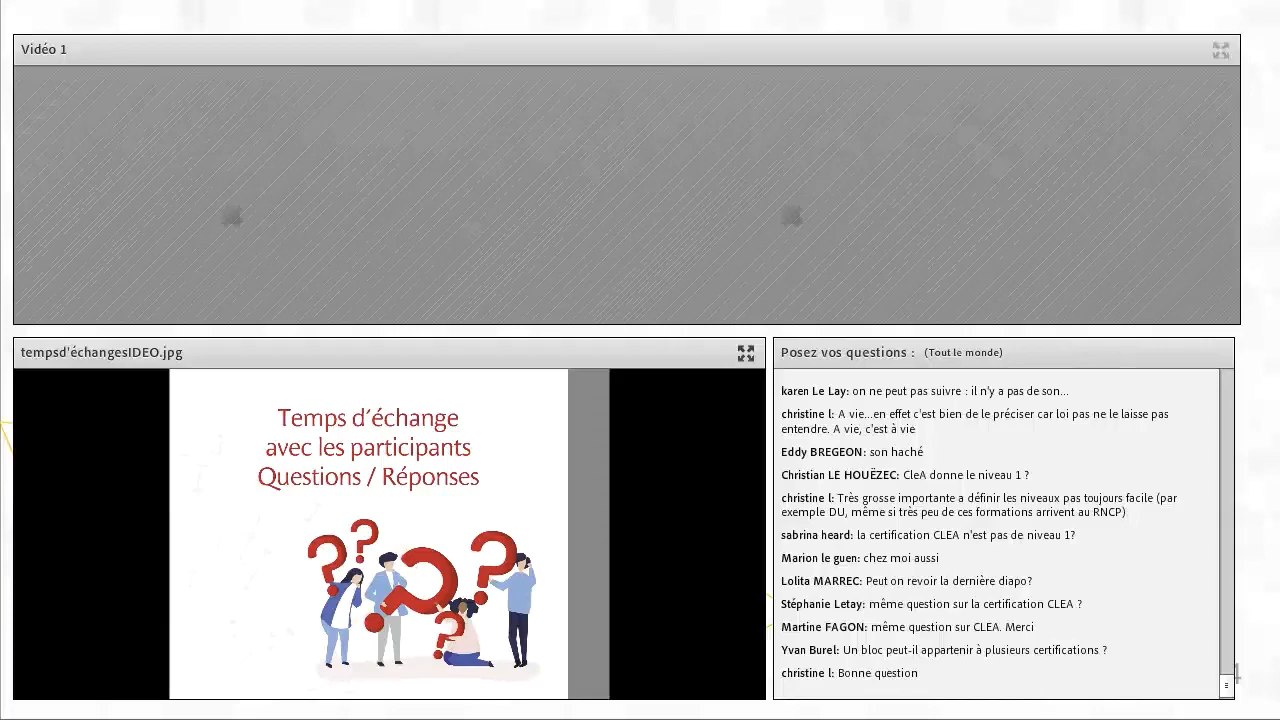 Vidéo 1
tempsd'échangesIDEO.jpg
Temps d'échange
avec les participants
Questions / Réponses
Posez vos questions : (Tout le monde)
karen Le Lay: on ne peut pas suivre : il n'y a pas de son...
christine l: A vie...en effet c'est bien de le préciser car loi pas ne le laisse pas
entendre. A vie, c'est à vie
Eddy BREGEON: son haché
Christian LE HOUËZEC: CleA donne le niveau 1 ?
christine l: Très grosse importante a définir les niveaux pas toujours facile (par
exemple DU, même si très peu de ces formations arrivent au RNCP)
sabrina heard: la certification CLEA n'est pas de niveau 1?
Marion le guen: chez moi aussi
Lolita MARREC: Peut on revoir la dernière diapo?
Stéphanie Letay: même question sur la certification CLEA ?
Martine FAGON: même question sur CLEA. Merci
Yvan Burel: Un bloc peut-il appartenir à plusieurs certifications ?
christine l: Bonne question